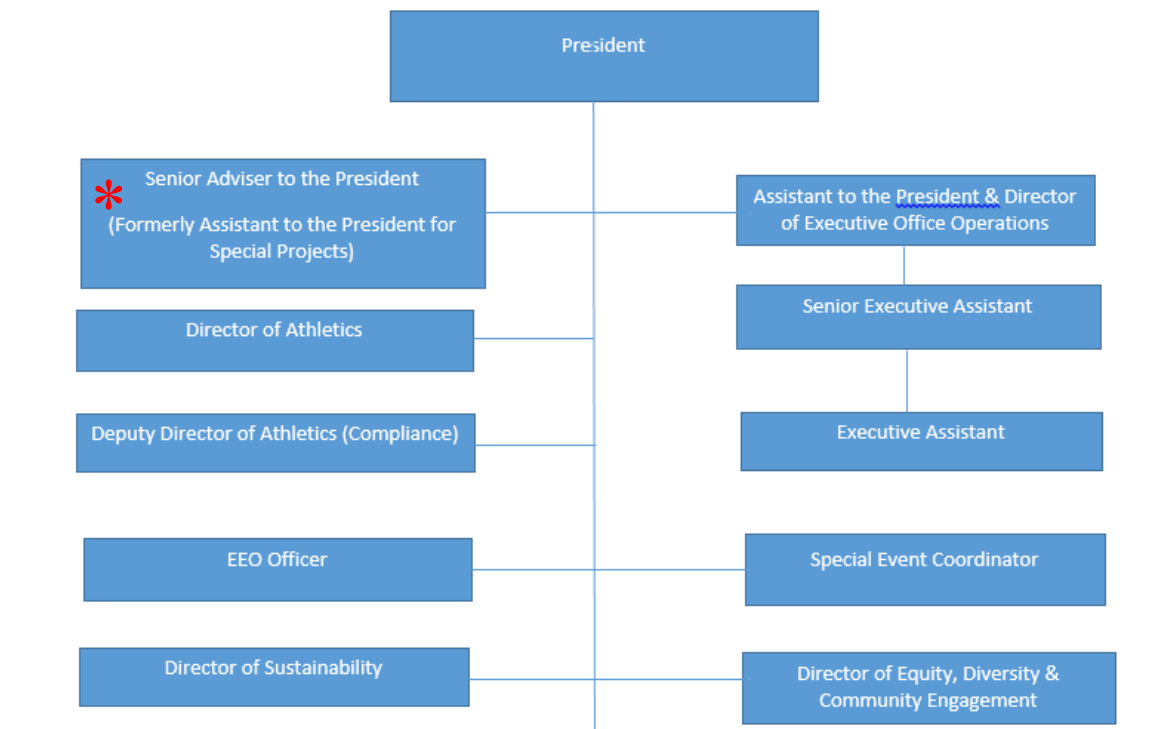 President
Senior Adviser to the President
(Formerly Assistant to the President for
Special Projects)
Assistant to the President & Director
of Executive Office Operations
Senior Executive Assistant
Director of Athletics
Deputy Director of Athletics (Compliance)
Executive Assistant
EEO Officer
Special Event Coordinator
Director of Sustainability
Director of Equity, Diversity &
Community Engagement